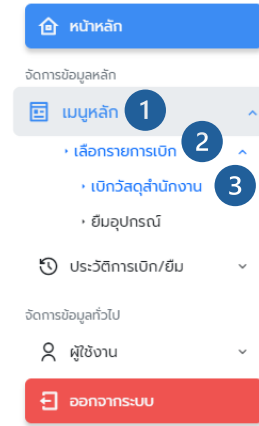 หน้าหลัก
จัดการข้อมูลหลัก
เมนูหลัก 1
เลือกรายการเบิก 2
เบิกวัสดุสำนักงาน 3
ยืมอุปกรณ์
ประวัติการเบิก/ยืม
จัดการข้อมูลทั่วไป
ผู้ใช้งาน
ออกจากระบบ